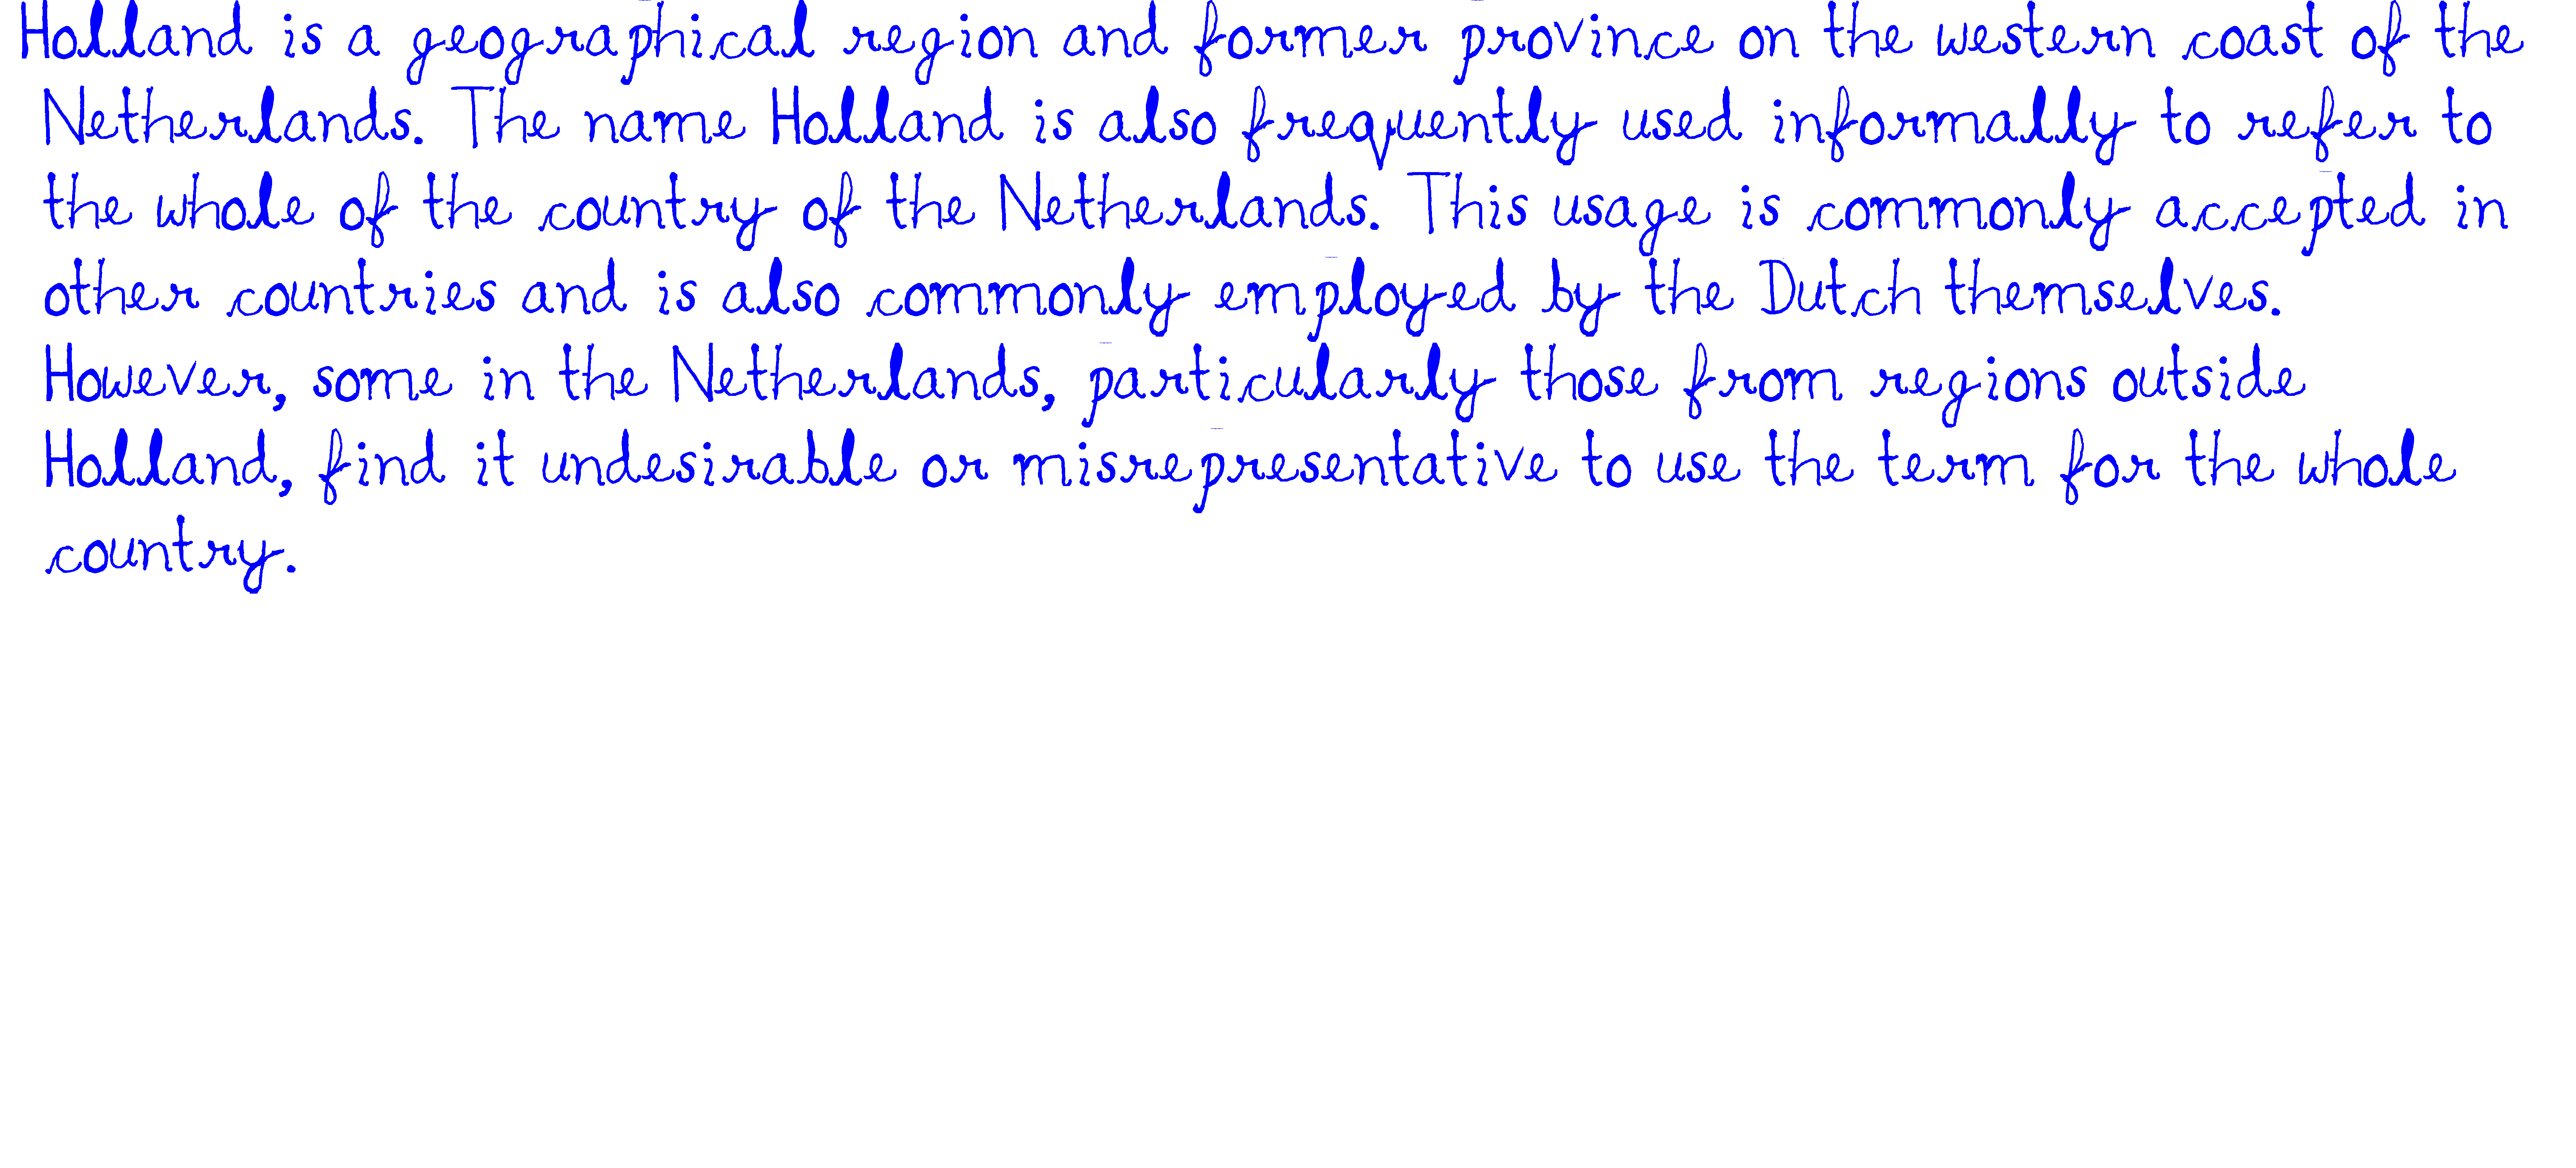 Holland is a geographical region and former province on the western coast of the
Netherlands. The name Holland is also frequently used informally to refer to
the whole of the country of the Netherlands. This usage is commonly accepted in
other countries and is also commonly employed by the Dutch themselves.
However, some in the Netherlands, particularly those from regions outside
Holland, find it undesirable or misrepresentative to use the term for the whole
country.